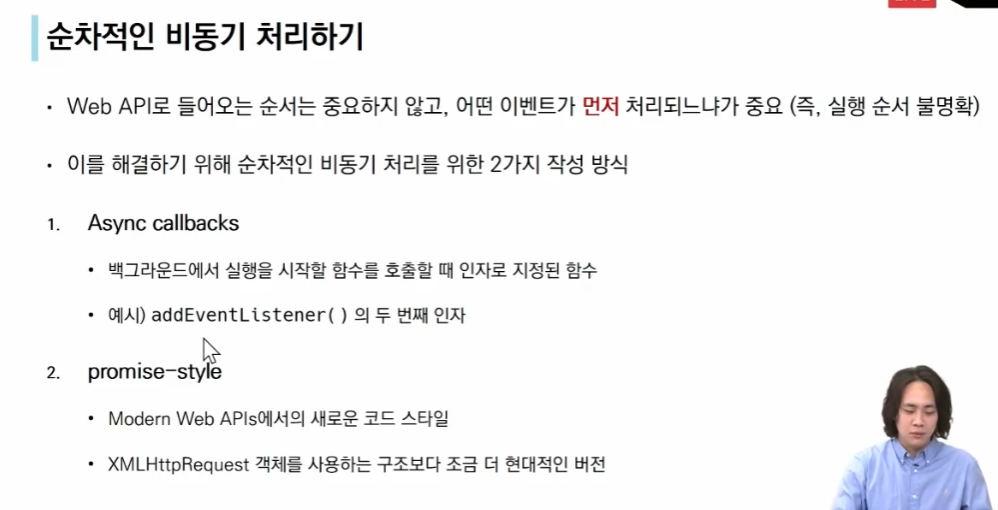 순차적인 비동기 처리하기
• Web API로 들어오는 순서는 중요하지 않고, 어떤 이벤트가 먼저 처리되느냐가 중요 (즉, 실행 순서 불명확)
• 이를 해결하기 위해 순차적인 비동기 처리를 위한 2가지 작성 방식
1. Async callbacks
• 백그라운드에서 실행을 시작할 함수를 호출할 때 인자로 지정된 함수
• 예시) addEventListener() 의 두 번째 인자
2. promise-style
• Modern Web APIs에서의 새로운 코드 스타일
• XMLHttpRequest 객체를 사용하는 구조보다 조금 더 현대적인 버전